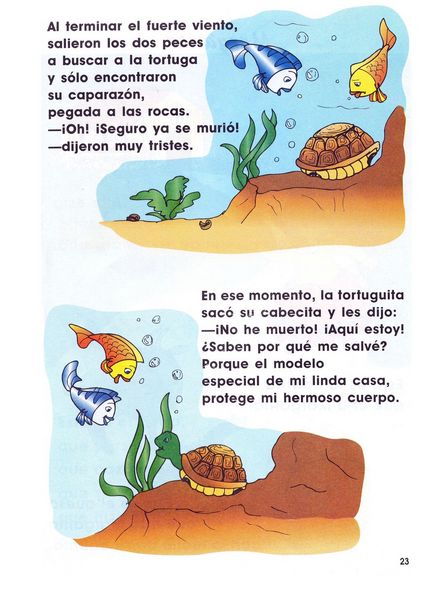 Al terminar el fuerte viento,
salieron los dos peces
a buscar a la tortuga
y sólo encontraron
su caparazón,
pegada a las rocas.
—¡Oh! ¡Seguro ya se murió!
—dijeron muy tristes.
En ese momento, la tortuguita
sacó su cabecita y les dijo:
—¡No he muerto! ¡Aquí estoy!
¿Saben por qué me salvé?
Porque el modelo
especial de mi linda casa,
protege mi hermoso cuerpo.
23